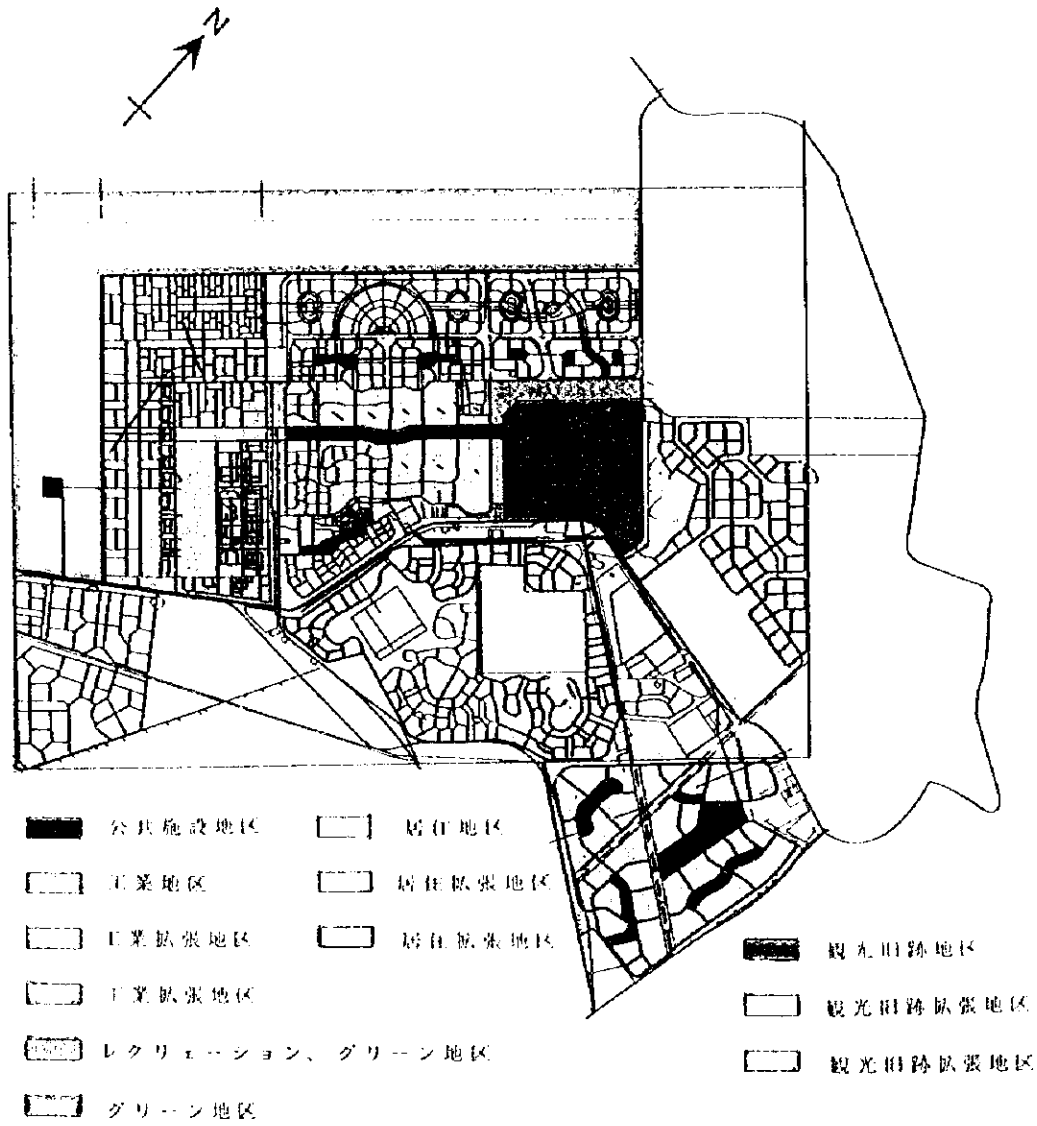 N
公共施設地区
居住地区
工業地区
居住拡張地区
工業拡張地区
居住拡張地区
観光旧跡地区
工業拡張地区
観光旧跡拡張地区
レクリェーション、グリーン地区
観光旧跡拡張地区
グリーン地区